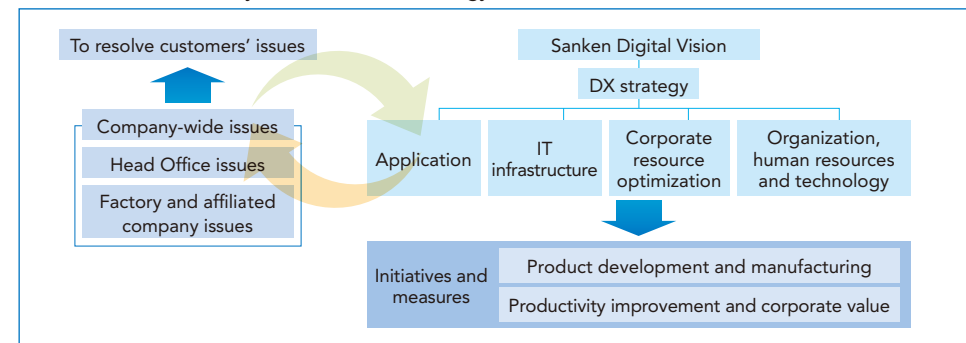 To resolve customers’ issues
Company-wide issues
Head Office issues
Factory and affiliated
company issues
Sanken Digital Vision
DX strategy
Application
IT
infrastructure
Corporate
resource
optimization
Organization,
human resources
and technology
Initiatives and
measures
Product development and manufacturing
Productivity improvement and corporate value